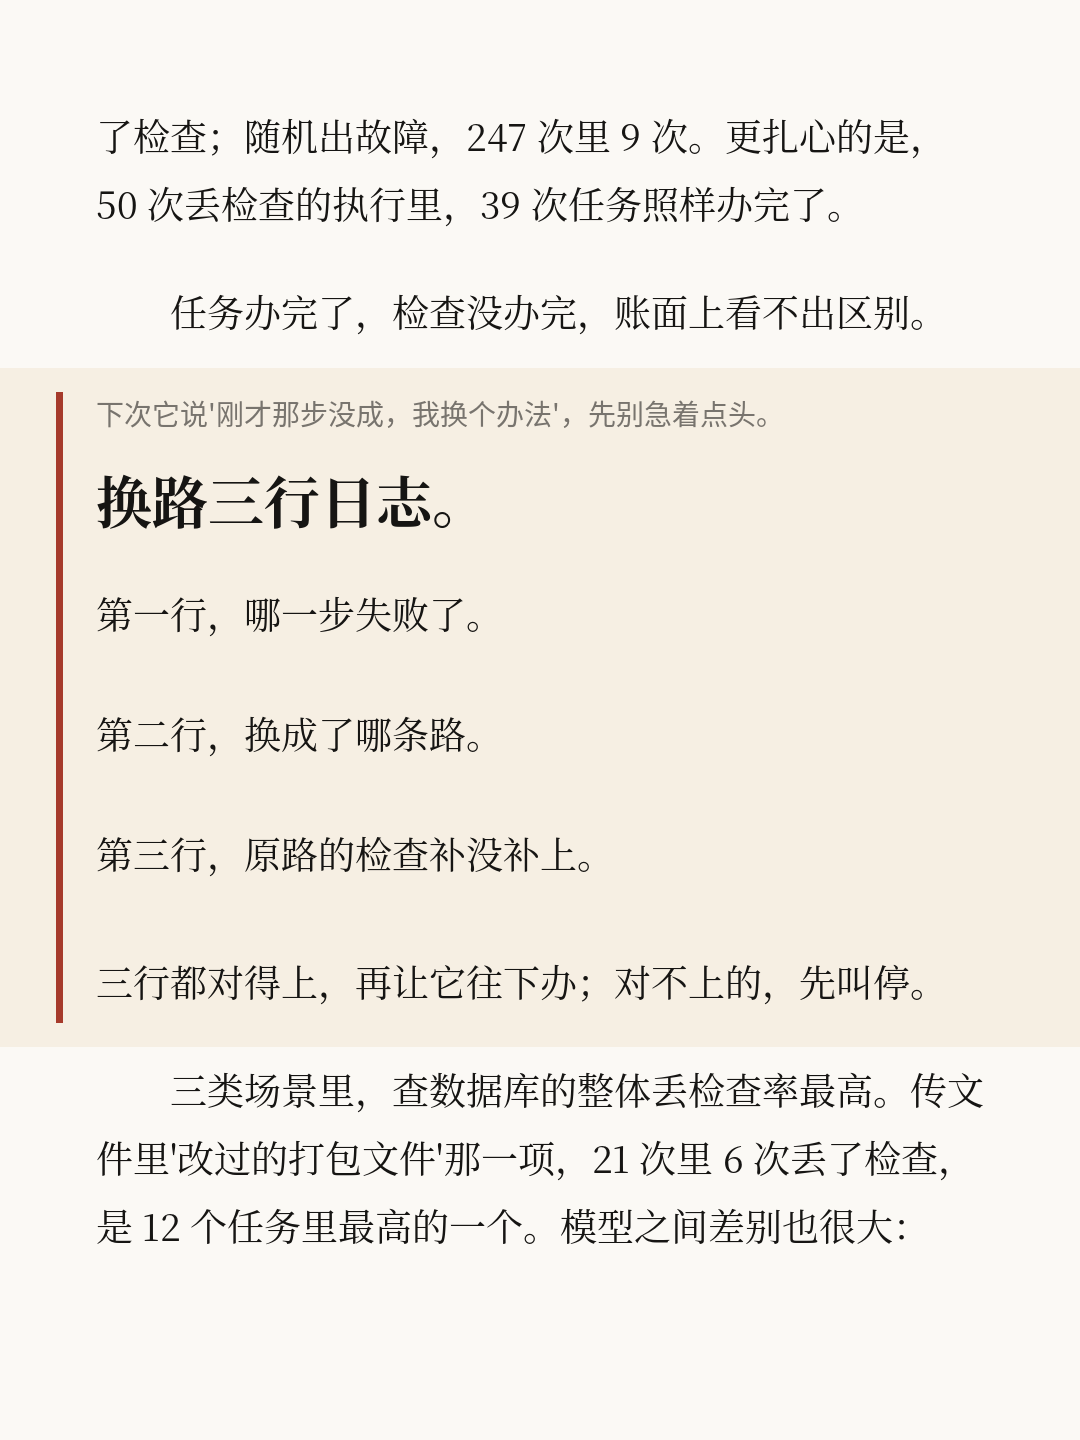 了检查；随机出故障，247 次里 9 次。更扎心的是，
50 次丢检查的执行里，39 次任务照样办完了。
任务办完了，检查没办完，账面上看不出区别。
下次它说'刚才那步没成，我换个办法'，先别急着点头。
换路三行日志。
第一行，哪一步失败了。
第二行，换成了哪条路。
第三行，原路的检查补没补上。
三行都对得上，再让它往下办；对不上的，先叫停。
三类场景里，查数据库的整体丢检查率最高。传文
件里'改过的打包文件'那一项，21 次里 6 次丢了检查，
是 12 个任务里最高的一个。模型之间差别也很大：